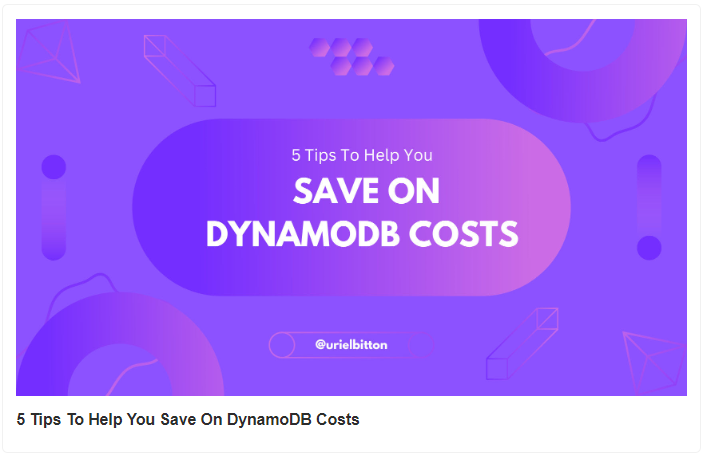 5 Tips To Help You
SAVE ON
DYNAMODB COSTS
@urielbitton
5 Tips To Help You Save On DynamoDB Costs